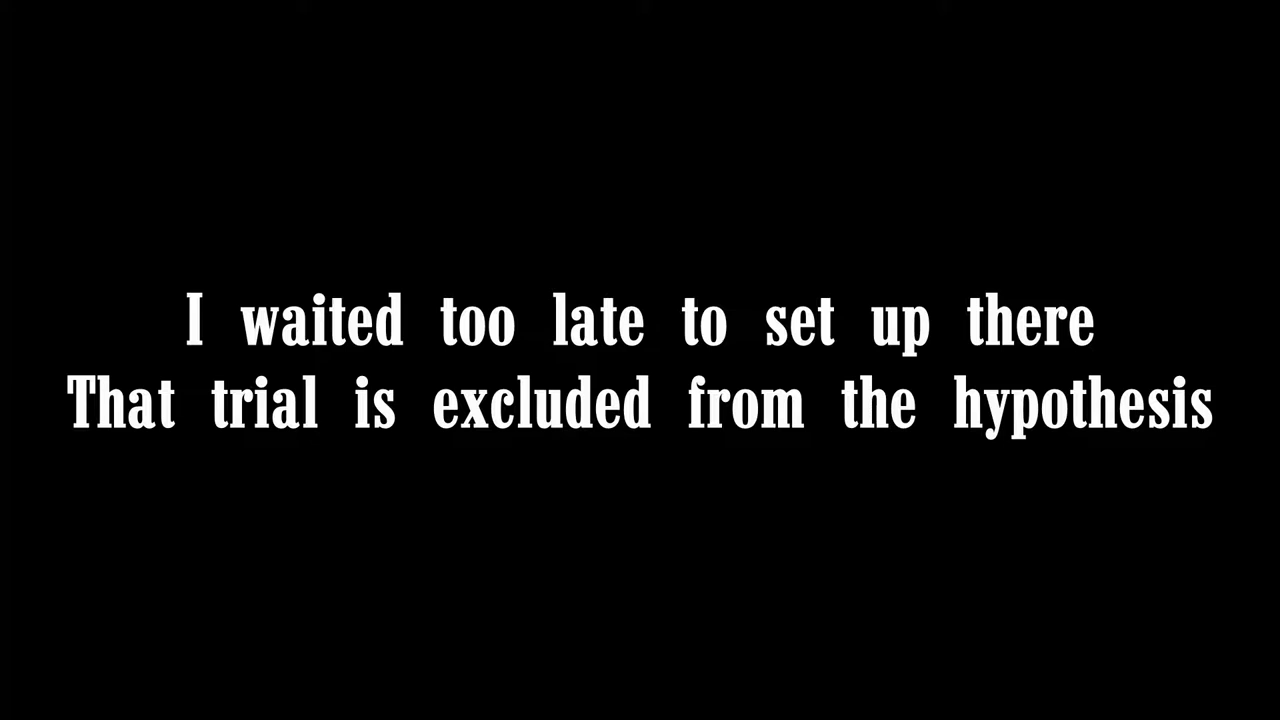 I waited too late to set up there
That trial is excluded from the hypothesis